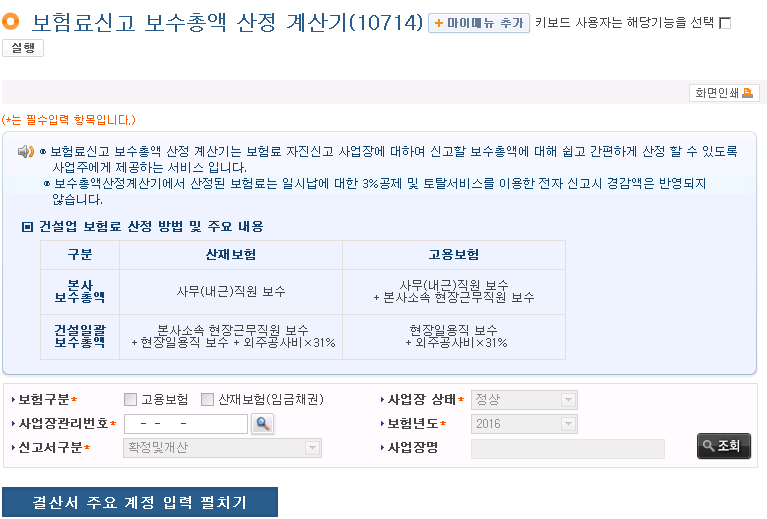 보험료신고 보수총액 산정 계산기(10714) +마이메뉴 추가 키보드 사용자는 해당기능을 선택
실행
화면인쇄
(*는 필수입력 항목입니다.)
보험료신고 보수총액 산정 계산기는 보험료 자진신고 사업장에 대하여 신고할 보수총액에 대해 쉽고 간편하게 산정 할 수 있도록
사업주에게 제공하는 서비스 입니다.
보수총액산정계산기에서 산정된 보험료는 일시납에 대한 3%공제 및 토탈서비스를 이용한 전자 신고시 경감액은 반영되지
않습니다.
건설업 보험료 산정 방법 및 주요 내용
구분 산재보험 고용보험
본사
보수총액
사무(내근)직원 보수
사무(내근)직원 보수
+ 본사소속 현장근무직원 보수
건설일괄
보수총액
본사소속 현장근무직원 보수
+ 현장일용직 보수 + 외주공사비×31%
현장일용직 보수
+ 외주공사비×31%
보험구분* 고용보험 산재보험(임금채권) 사업장 상태* 정상
사업장관리번호* - - - 보험년도* 2016
신고서구분* 확정및개산 사업장명 조회
결산서 주요 계정 입력 펼치기